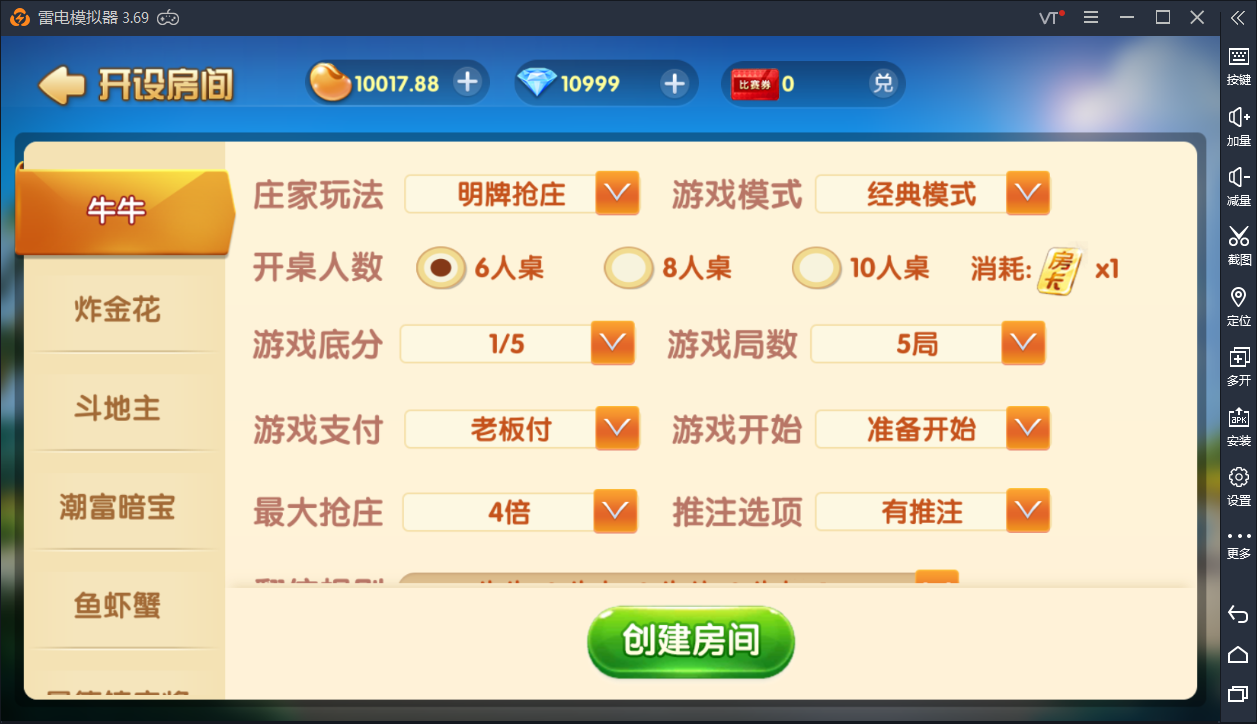 雷电模拟器 3.69
VT
开设房间
10017.88
10999
比赛券
0
兑
牛牛
炸金花
斗地主
潮富暗宝
鱼虾蟹
庄家玩法 明牌抢庄 游戏模式 经典模式
开桌人数 6人桌 8人桌 10人桌 消耗: 房卡 x1
游戏底分 1/5 游戏局数 5局
游戏支付 老板付 游戏开始 准备开始
最大抢庄 4倍 推注选项 有推注
创建房间
按键
加量
减量
截图
定位
多开
APK
安装
设置
更多